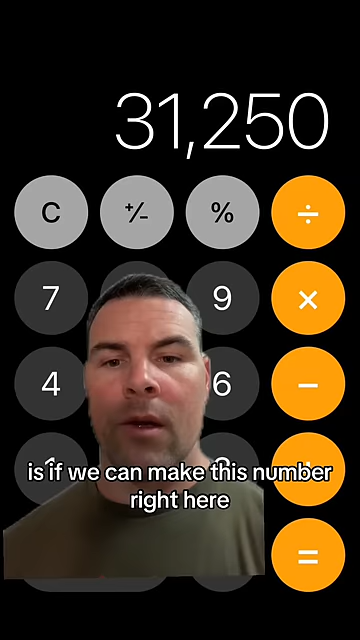 31,250
C +/− % ÷
7 9 ×
4 6 −
is if we can make this number
right here
=